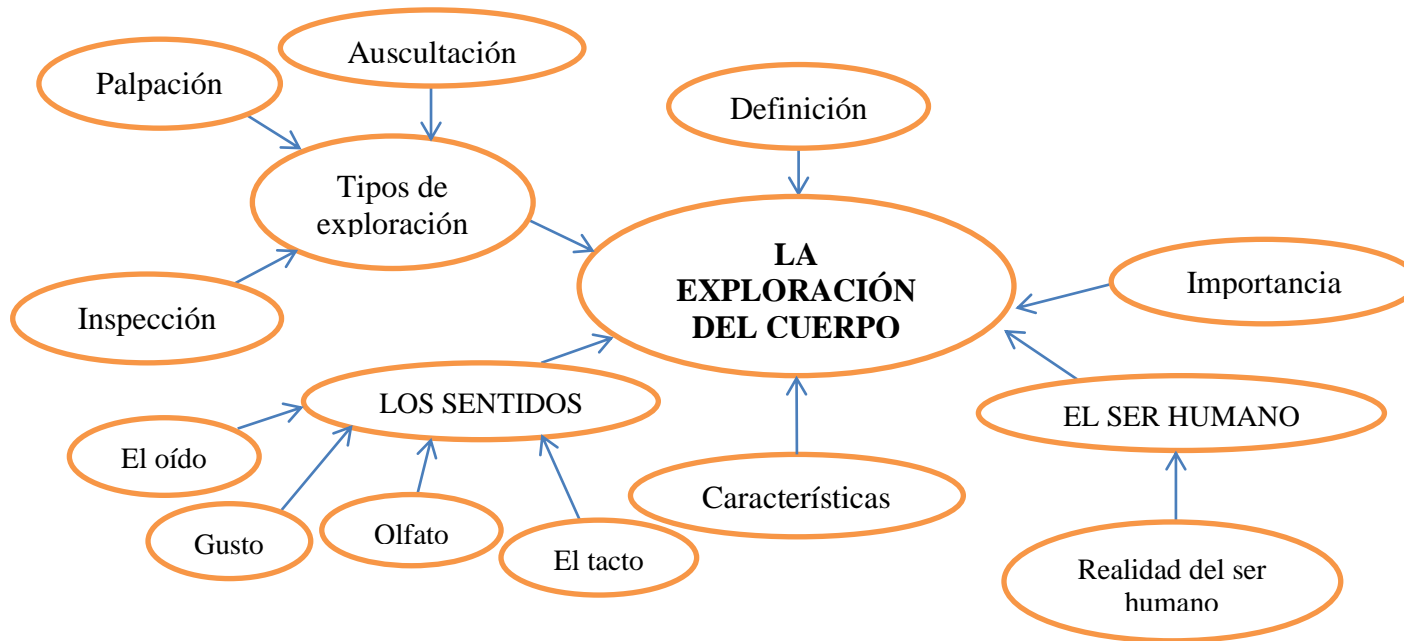 Auscultación
Palpación
Definición
Tipos de
exploración
LA
EXPLORACIÓN
DEL CUERPO
Importancia
Inspección
LOS SENTIDOS
EL SER HUMANO
El oído
Características
Gusto
Olfato
El tacto
Realidad del ser
humano